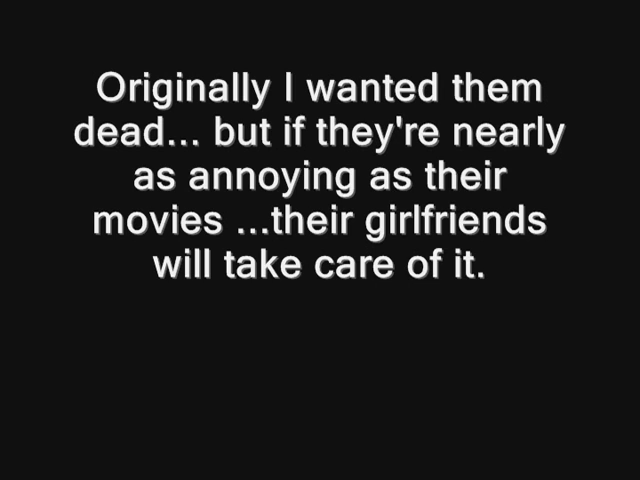 Originally I wanted them
dead... but if they're nearly
as annoying as their
movies ...their girlfriends
will take care of it.